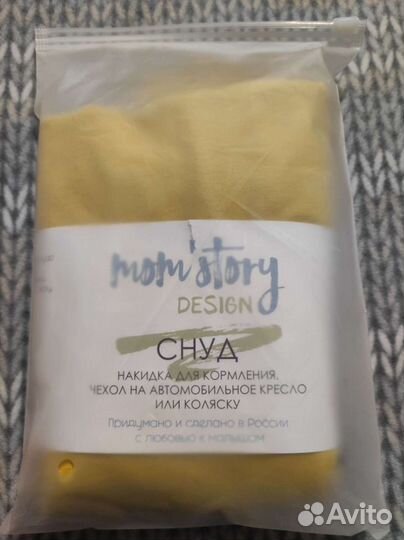 mom'story
DESIGN
СНУД
НАКИДКА ДЛЯ КОРМЛЕНИЯ,
ЧЕХОЛ НА АВТОМОБИЛЬНОЕ КРЕСЛО
ИЛИ КОЛЯСКУ
Придумано и сделано в России
с любовью к малышам
Avito